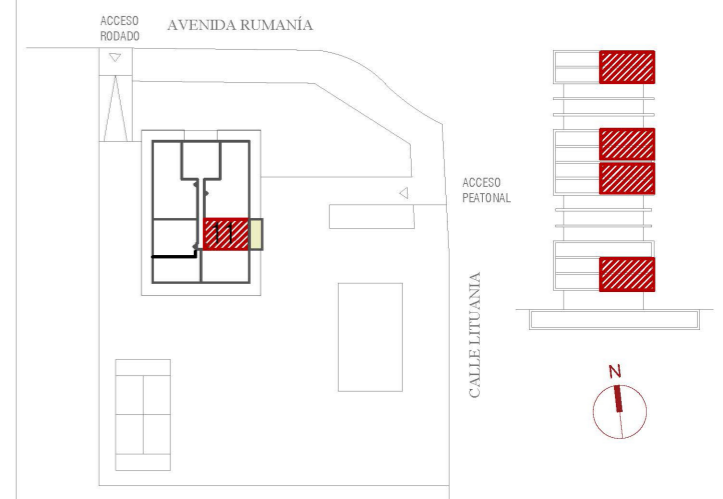 ACCESO
RODADO
AVENIDA RUMANÍA
ACCESO
PEATONAL
11
CALLE LITUANIA
N